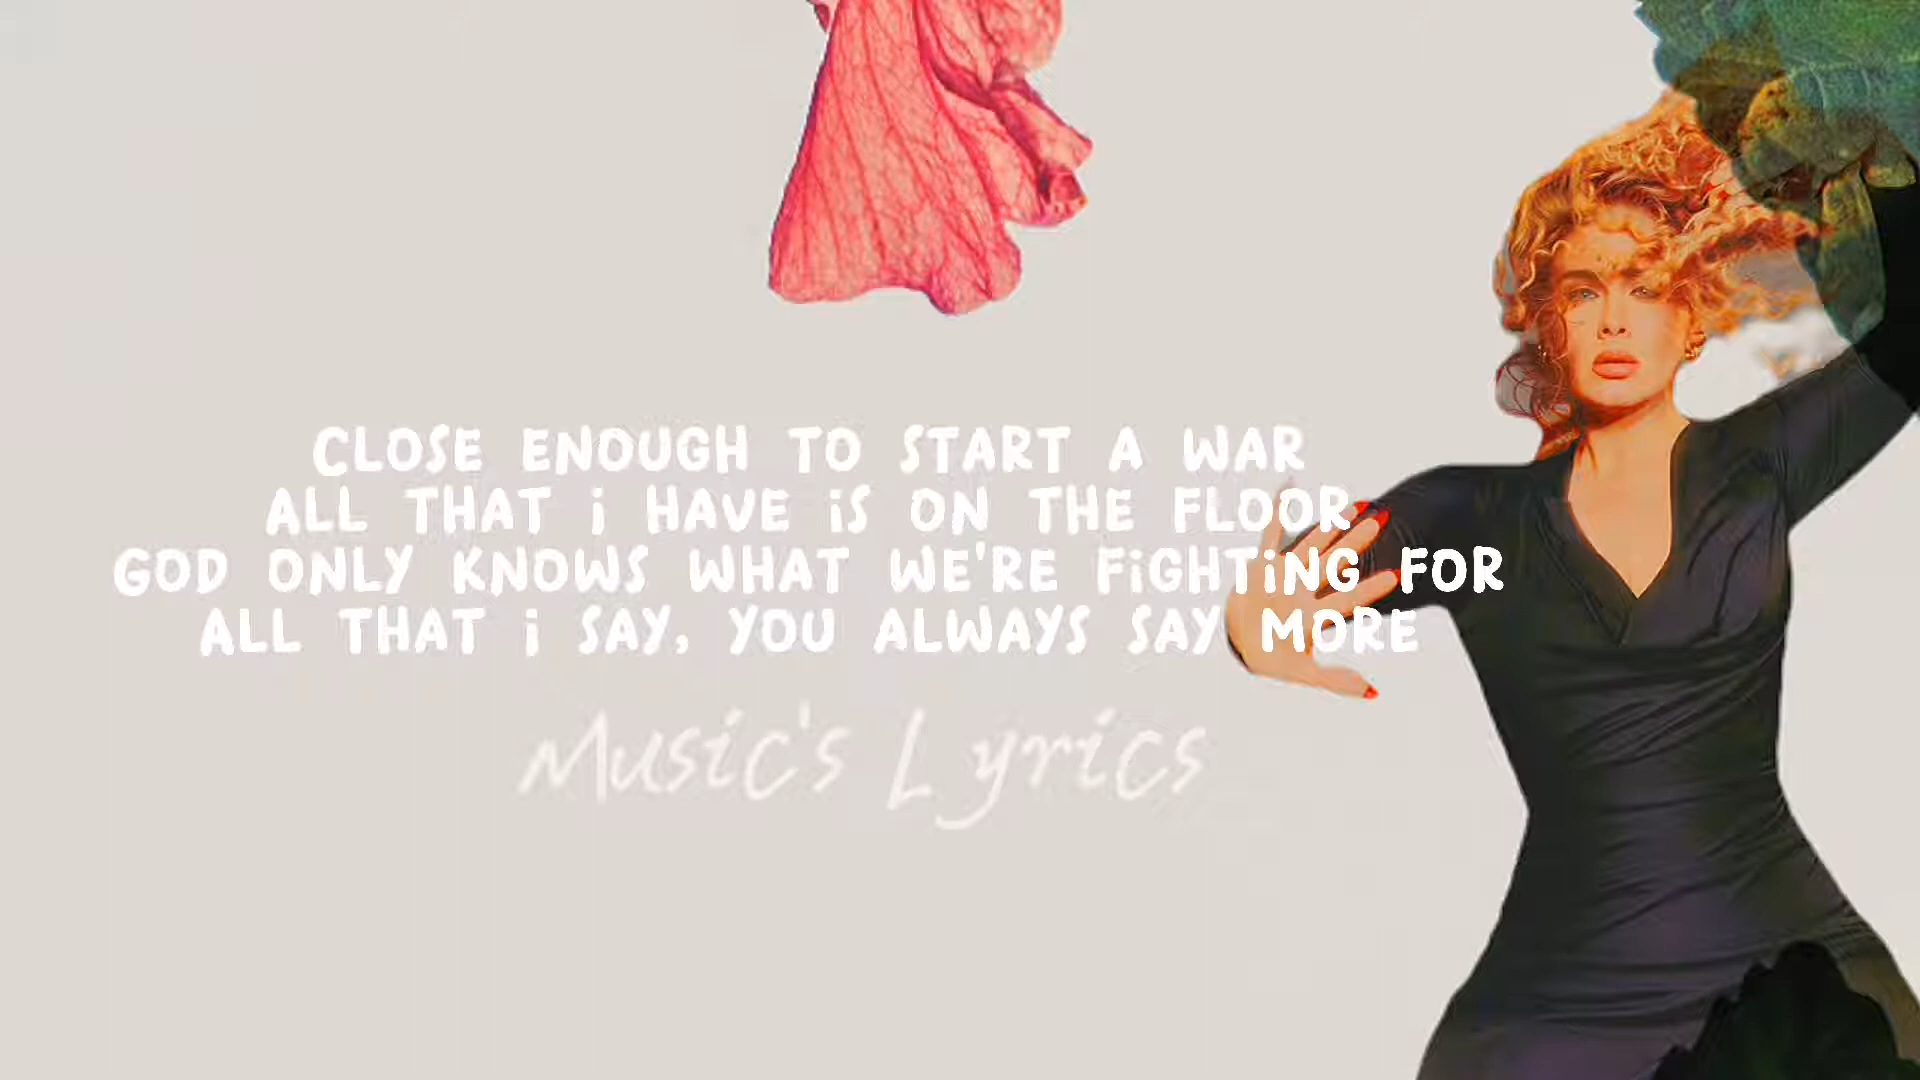 CLOSE ENOUGH TO START A WAR
ALL THAT i HAVE iS ON THE FLOOR
GOD ONLY KNOWS WHAT WE'RE FiGHTiNG FOR
ALL THAT i SAY, YOU ALWAYS SAY MORE
Music's Lyrics